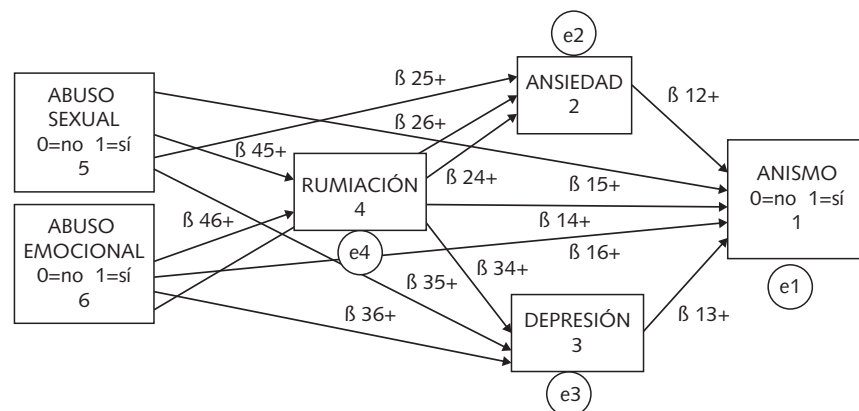 e2
ABUSO
SEXUAL
0=no 1=sí
5
ß 25+
ANSIEDAD
2
ß 12+
ß 26+
ß 45+
RUMIACIÓN
4
ß 24+
ß 15+
ANISMO
0=no 1=sí
1
ABUSO
EMOCIONAL
0=no 1=sí
6
ß 46+
ß 14+
e4
ß 16+
ß 34+
ß 35+
e1
ß 36+
DEPRESIÓN
3
ß 13+
e3